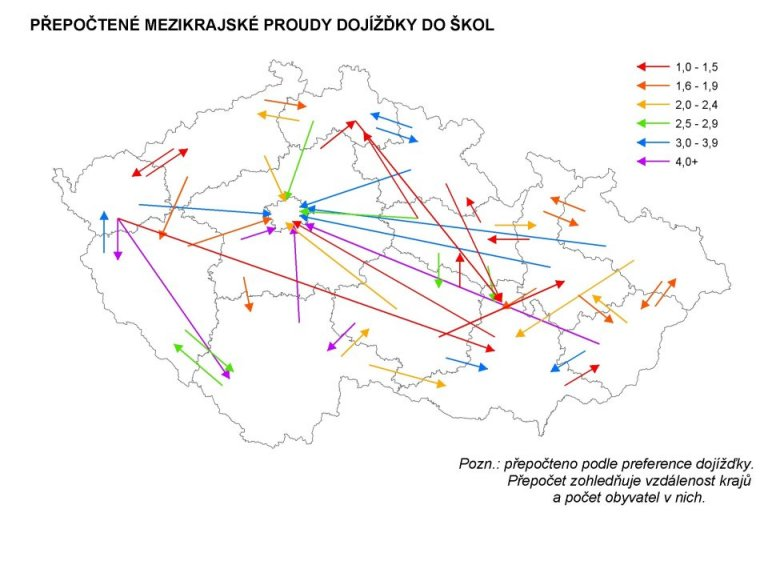 PŘEPOČTENÉ MEZIKRAJSKÉ PROUDY DOJÍŽĎKY DO ŠKOL
1,0 - 1,5
1,6 - 1,9
2,0 - 2,4
2,5 - 2,9
3,0 - 3,9
4,0+
Pozn.: přepočteno podle preference dojížďky.
Přepočet zohledňuje vzdálenost krajů
a počet obyvatel v nich.